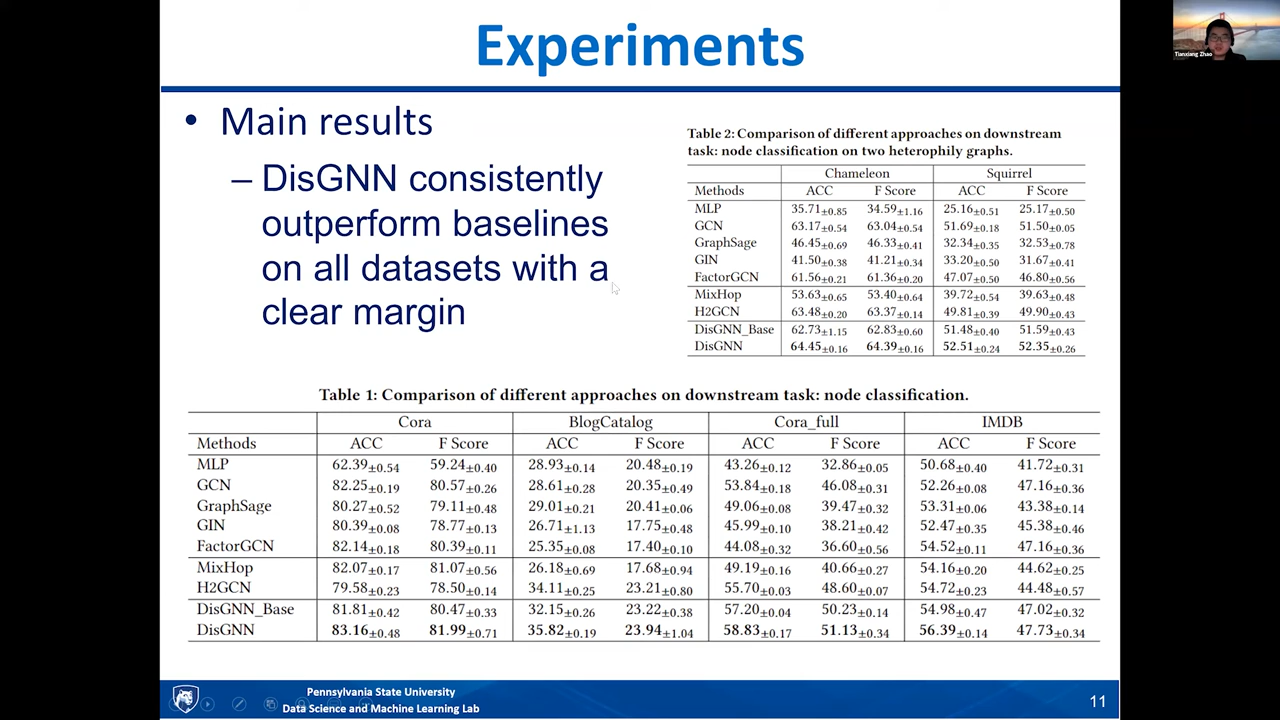 Experiments
Tianxiang Zhao
• Main results
– DisGNN consistently
outperform baselines
on all datasets with a
clear margin
Table 2: Comparison of different approaches on downstream
task: node classification on two heterophily graphs.
Chameleon Squirrel
Methods ACC F Score ACC F Score
MLP 35.71±0.85 34.59±1.16 25.16±0.51 25.17±0.50
GCN 63.17±0.54 63.04±0.54 51.69±0.18 51.50±0.05
GraphSage 46.45±0.69 46.33±0.41 32.34±0.35 32.53±0.78
GIN 41.50±0.38 41.21±0.34 33.20±0.50 31.67±0.41
FactorGCN 61.56±0.21 61.36±0.20 47.07±0.50 46.80±0.56
MixHop 53.63±0.65 53.40±0.64 39.72±0.54 39.63±0.48
H2GCN 63.48±0.20 63.37±0.14 49.81±0.39 49.90±0.43
DisGNN_Base 62.73±1.15 62.83±0.60 51.48±0.40 51.59±0.43
DisGNN 64.45±0.16 64.39±0.16 52.51±0.24 52.35±0.26
Table 1: Comparison of different approaches on downstream task: node classification.
Cora BlogCatalog Cora_full IMDB
Methods ACC F Score ACC F Score ACC F Score ACC F Score
MLP 62.39±0.54 59.24±0.40 28.93±0.14 20.48±0.19 43.26±0.12 32.86±0.05 50.68±0.40 41.72±0.31
GCN 82.25±0.19 80.57±0.26 28.61±0.28 20.35±0.49 53.84±0.18 46.08±0.31 52.26±0.08 47.16±0.36
GraphSage 80.27±0.52 79.11±0.48 29.01±0.21 20.41±0.06 49.06±0.08 39.47±0.32 53.31±0.06 43.38±0.14
GIN 80.39±0.08 78.77±0.13 26.71±1.13 17.75±0.48 45.99±0.10 38.21±0.42 52.47±0.35 45.38±0.46
FactorGCN 82.14±0.18 80.39±0.11 25.35±0.08 17.40±0.10 44.08±0.32 36.60±0.56 54.52±0.11 47.16±0.36
MixHop 82.07±0.17 81.07±0.56 26.18±0.69 17.68±0.94 49.19±0.16 40.66±0.27 54.16±0.20 44.62±0.25
H2GCN 79.58±0.23 78.50±0.14 34.11±0.25 23.21±0.80 55.70±0.03 48.60±0.07 54.72±0.23 44.48±0.57
DisGNN_Base 81.81±0.42 80.47±0.33 32.15±0.26 23.22±0.38 57.20±0.04 50.23±0.14 54.98±0.47 47.02±0.32
DisGNN 83.16±0.48 81.99±0.71 35.82±0.19 23.94±1.04 58.83±0.17 51.13±0.34 56.39±0.14 47.73±0.34
Pennsylvania State University
Data Science and Machine Learning Lab
11